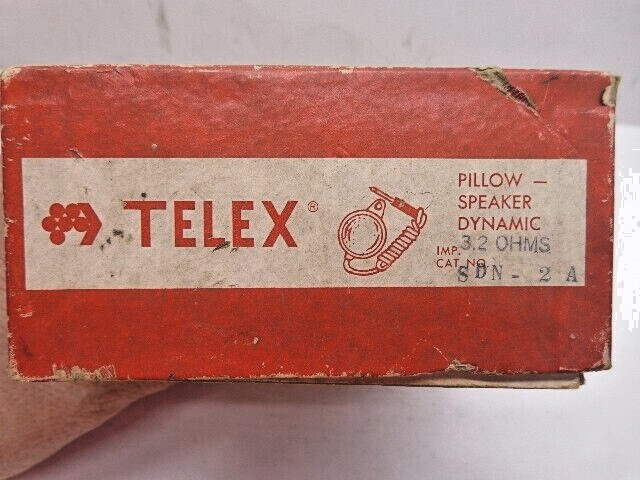 TELEX®
PILLOW —
SPEAKER
DYNAMIC
IMP. 3.2 OHMS
CAT. NO. SDN - 2 A